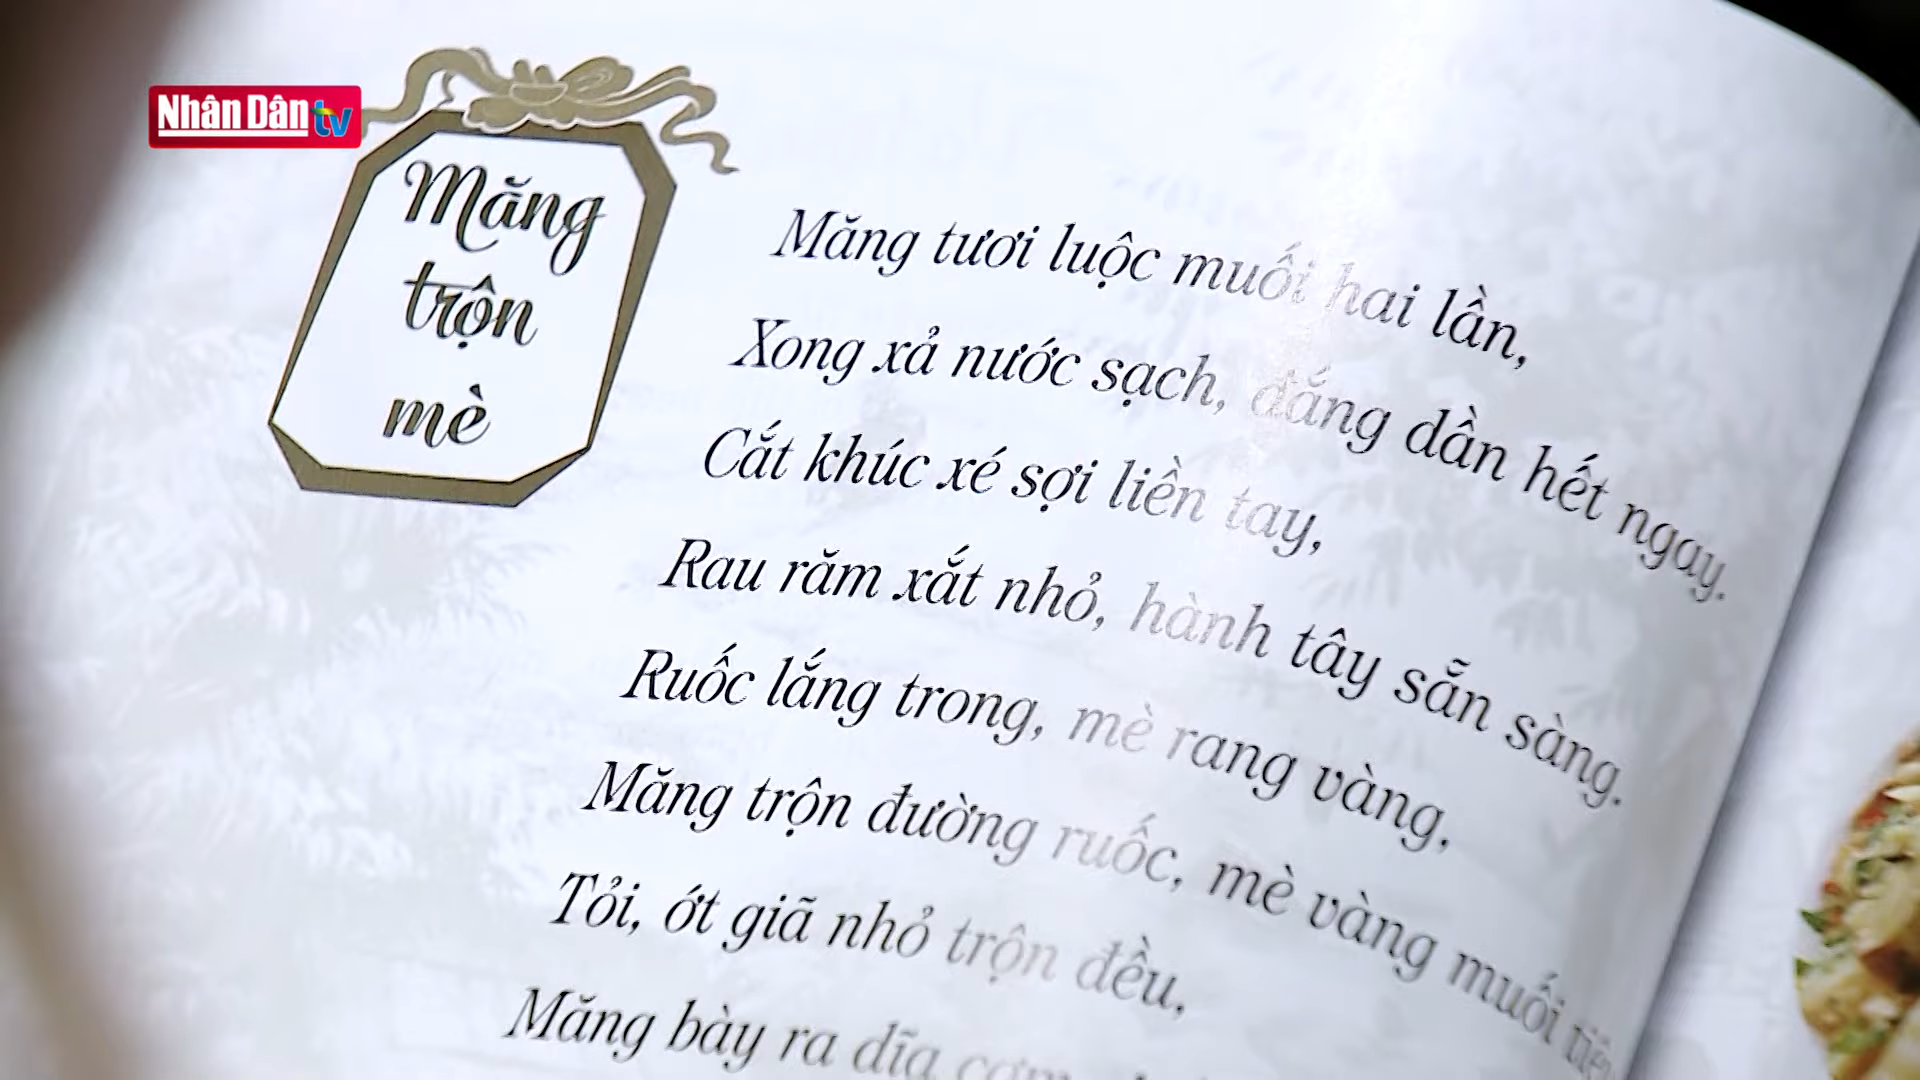 Nhân Dân tv
Măng
trộn
mè
Măng tươi luộc muối hai lần,
Xong xả nước sạch, đắng dần hết ngay.
Cắt khúc xé sợi liền tay,
Rau răm xắt nhỏ, hành tây sẵn sàng.
Ruốc lắng trong, mè rang vàng,
Măng trộn đường ruốc, mè vàng muối
Tỏi, ớt giã nhỏ trộn đều,
Măng bày ra dĩa cơm